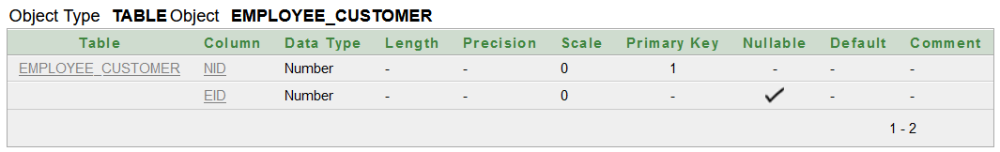 Object Type TABLE Object EMPLOYEE_CUSTOMER
Table Column Data Type Length Precision Scale Primary Key Nullable Default Comment
EMPLOYEE_CUSTOMER NID Number - - 0 1 - - -
EID Number - - 0 - ✓ - -
1 - 2